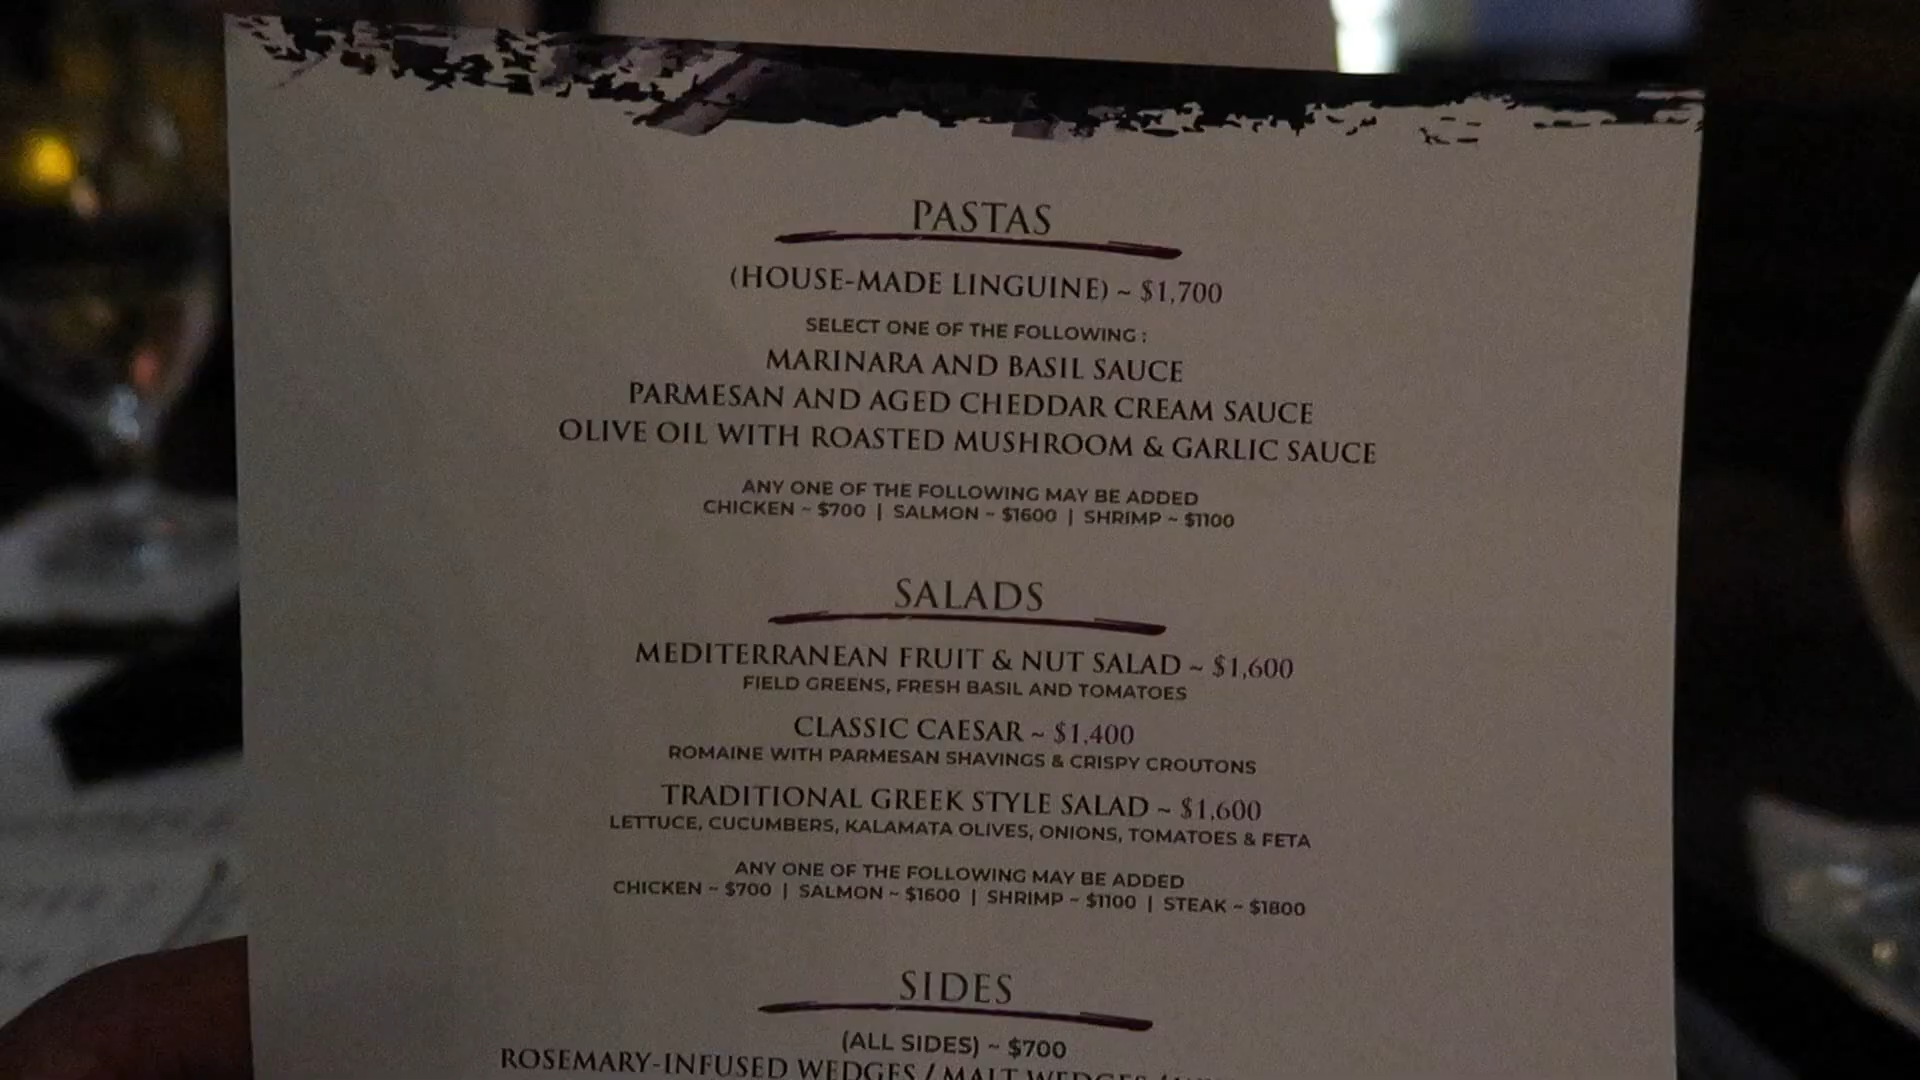 PASTAS
(HOUSE-MADE LINGUINE) ~ $1,700
SELECT ONE OF THE FOLLOWING :
MARINARA AND BASIL SAUCE
PARMESAN AND AGED CHEDDAR CREAM SAUCE
OLIVE OIL WITH ROASTED MUSHROOM & GARLIC SAUCE
ANY ONE OF THE FOLLOWING MAY BE ADDED
CHICKEN ~ $700 | SALMON ~ $1600 | SHRIMP ~ $1100
SALADS
MEDITERRANEAN FRUIT & NUT SALAD ~ $1,600
FIELD GREENS, FRESH BASIL AND TOMATOES
CLASSIC CAESAR ~ $1,400
ROMAINE WITH PARMESAN SHAVINGS & CRISPY CROUTONS
TRADITIONAL GREEK STYLE SALAD ~ $1,600
LETTUCE, CUCUMBERS, KALAMATA OLIVES, ONIONS, TOMATOES & FETA
ANY ONE OF THE FOLLOWING MAY BE ADDED
CHICKEN ~ $700 | SALMON ~ $1600 | SHRIMP ~ $1100 | STEAK ~ $1800
SIDES
(ALL SIDES) ~ $700
ROSEMARY-INFUSED WEDGES / MALT WEDGES /